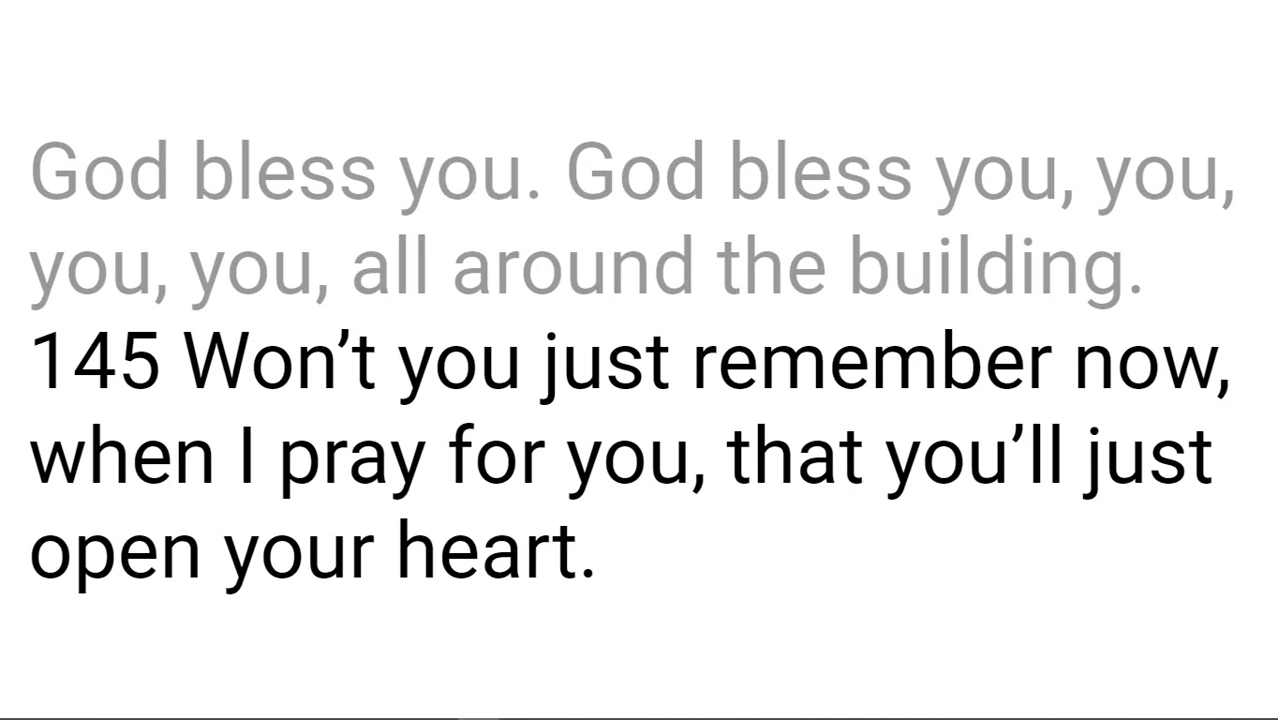 God bless you. God bless you, you,
you, you, all around the building.
145 Won’t you just remember now,
when I pray for you, that you’ll just
open your heart.